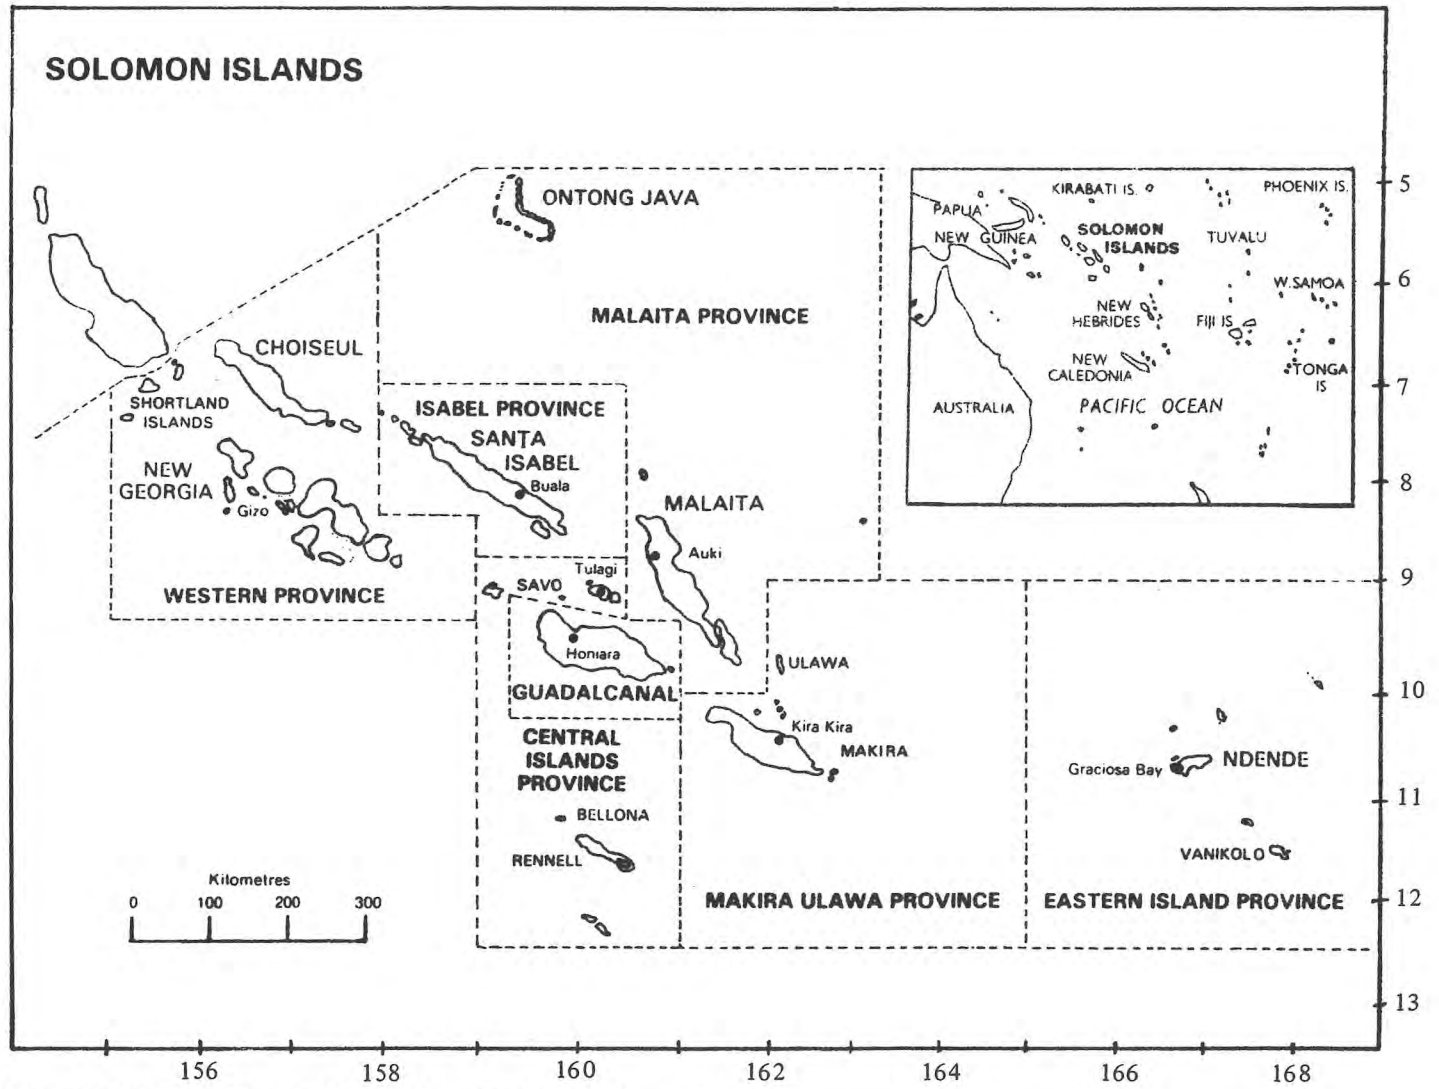 SOLOMON ISLANDS
ONTONG JAVA
MALAITA PROVINCE
CHOISEUL
SHORTLAND
ISLANDS
ISABEL PROVINCE
SANTA
ISABEL
Buala
NEW
GEORGIA
Gizo
MALAITA
Auki
WESTERN PROVINCE
SAVO
Tulagi
Honiara
GUADALCANAL
ULAWA
Kira Kira
MAKIRA
CENTRAL
ISLANDS
PROVINCE
BELLONA
RENNELL
Graciosa Bay
NDENDE
VANIKOLO
MAKIRA ULAWA PROVINCE
EASTERN ISLAND PROVINCE
Kilometres
0 100 200 300
KIRABATI IS.
PHOENIX IS.
PAPUA
NEW GUINEA
SOLOMON
ISLANDS
TUVALU
W.SAMOA
NEW
HEBRIDES
FIJI IS
NEW
CALEDONIA
TONGA
IS
AUSTRALIA
PACIFIC OCEAN
5
6
7
8
9
10
11
12
13
156 158 160 162 164 166 168